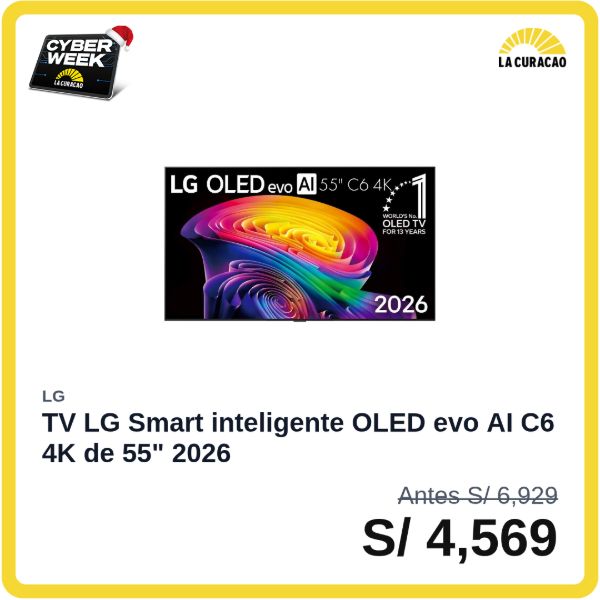 CYBER
WEEK
LA CURACAO
LA CURACAO
LG OLED evo AI 55" C6 4K
1
WORLD'S No.
OLED TV
FOR 13 YEARS
2026
LG
TV LG Smart inteligente OLED evo AI C6
4K de 55" 2026
Antes S/ 6,929
S/ 4,569